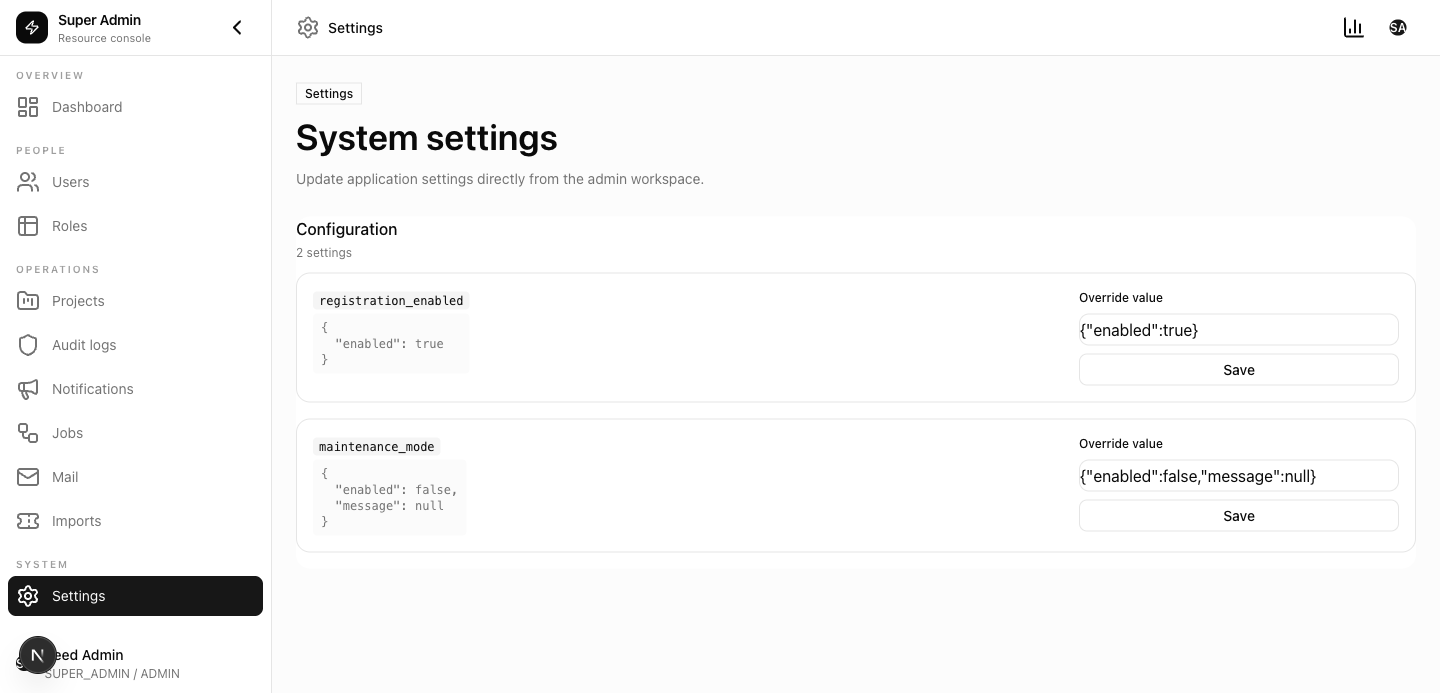 Super Admin
Resource console
OVERVIEW
Dashboard
PEOPLE
Users
Roles
OPERATIONS
Projects
Audit logs
Notifications
Jobs
Mail
Imports
SYSTEM
Settings
N
eed Admin
SUPER_ADMIN / ADMIN
Settings
SA
Settings
System settings
Update application settings directly from the admin workspace.
Configuration
2 settings
registration_enabled
{
"enabled": true
}
Override value
{"enabled":true}
Save
maintenance_mode
{
"enabled": false,
"message": null
}
Override value
{"enabled":false,"message":null}
Save